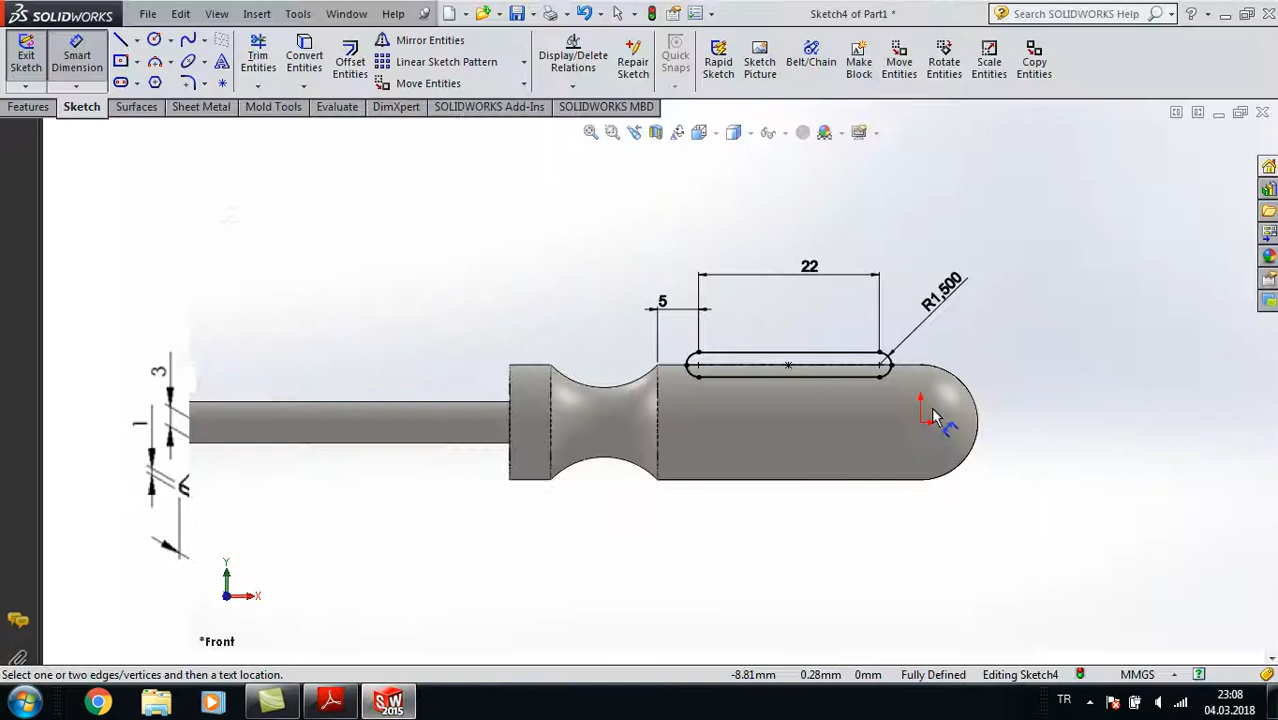 SOLIDWORKS
File Edit View Insert Tools Window Help
Sketch4 of Part1 *
Search SOLIDWORKS Help
Exit Sketch
Smart Dimension
Trim Entities
Convert Entities
Offset Entities
Mirror Entities
Linear Sketch Pattern
Move Entities
Display/Delete Relations
Repair Sketch
Quick Snaps
Rapid Sketch
Sketch Picture
Belt/Chain
Make Block
Move Entities
Rotate Entities
Scale Entities
Copy Entities
Features Sketch Surfaces Sheet Metal Mold Tools Evaluate DimXpert SOLIDWORKS Add-Ins SOLIDWORKS MBD
22
5
R1,500
3
1
Y
X
*Front
Select one or two edges/vertices and then a text location.
-8.81mm 0.28mm 0mm Fully Defined Editing Sketch4 MMGS
SW 2015
TR
23:08
04.03.2018